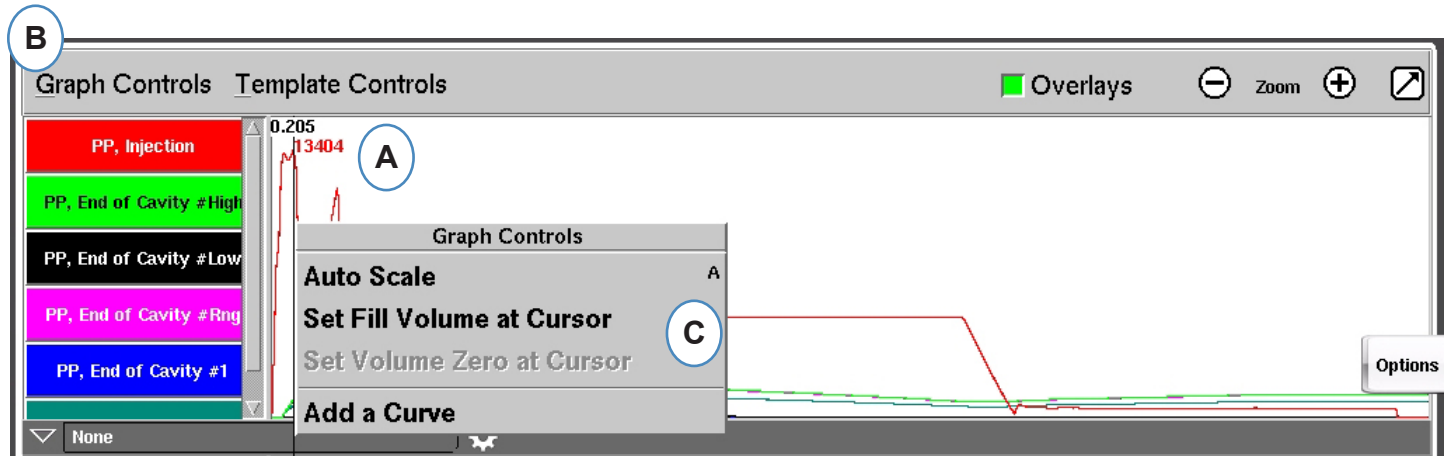 B
Graph Controls Template Controls Overlays Zoom
0.205
13404
A
PP, Injection
PP, End of Cavity #High
PP, End of Cavity #Low
PP, End of Cavity #Rng
PP, End of Cavity #1
Graph Controls
Auto Scale A
Set Fill Volume at Cursor
C
Set Volume Zero at Cursor
Add a Curve
Options
None